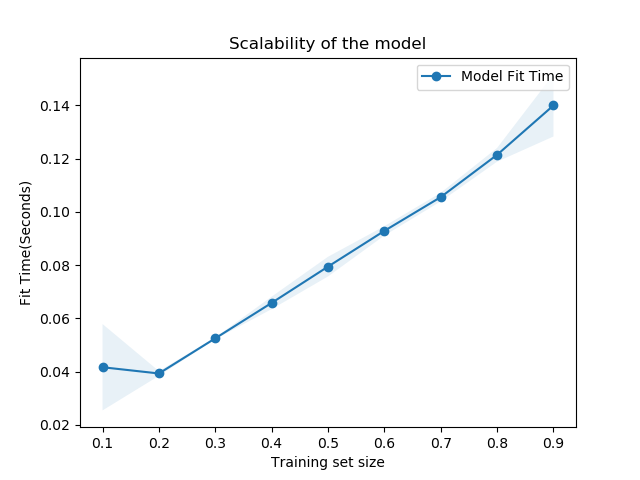 Scalability of the model
Model Fit Time
Fit Time(Seconds)
0.14
0.12
0.10
0.08
0.06
0.04
0.02
0.1 0.2 0.3 0.4 0.5 0.6 0.7 0.8 0.9
Training set size